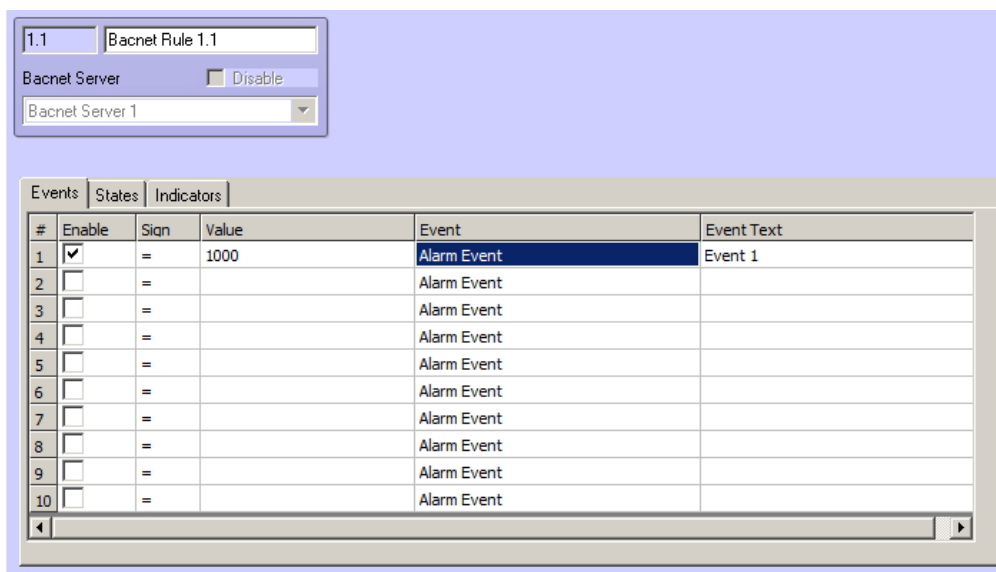 1.1 Bacnet Rule 1.1
Bacnet Server Disable
Bacnet Server 1
Events States Indicators
# Enable Sign Value Event Event Text
1 = 1000 Alarm Event Event 1
2 = Alarm Event
3 = Alarm Event
4 = Alarm Event
5 = Alarm Event
6 = Alarm Event
7 = Alarm Event
8 = Alarm Event
9 = Alarm Event
10 = Alarm Event